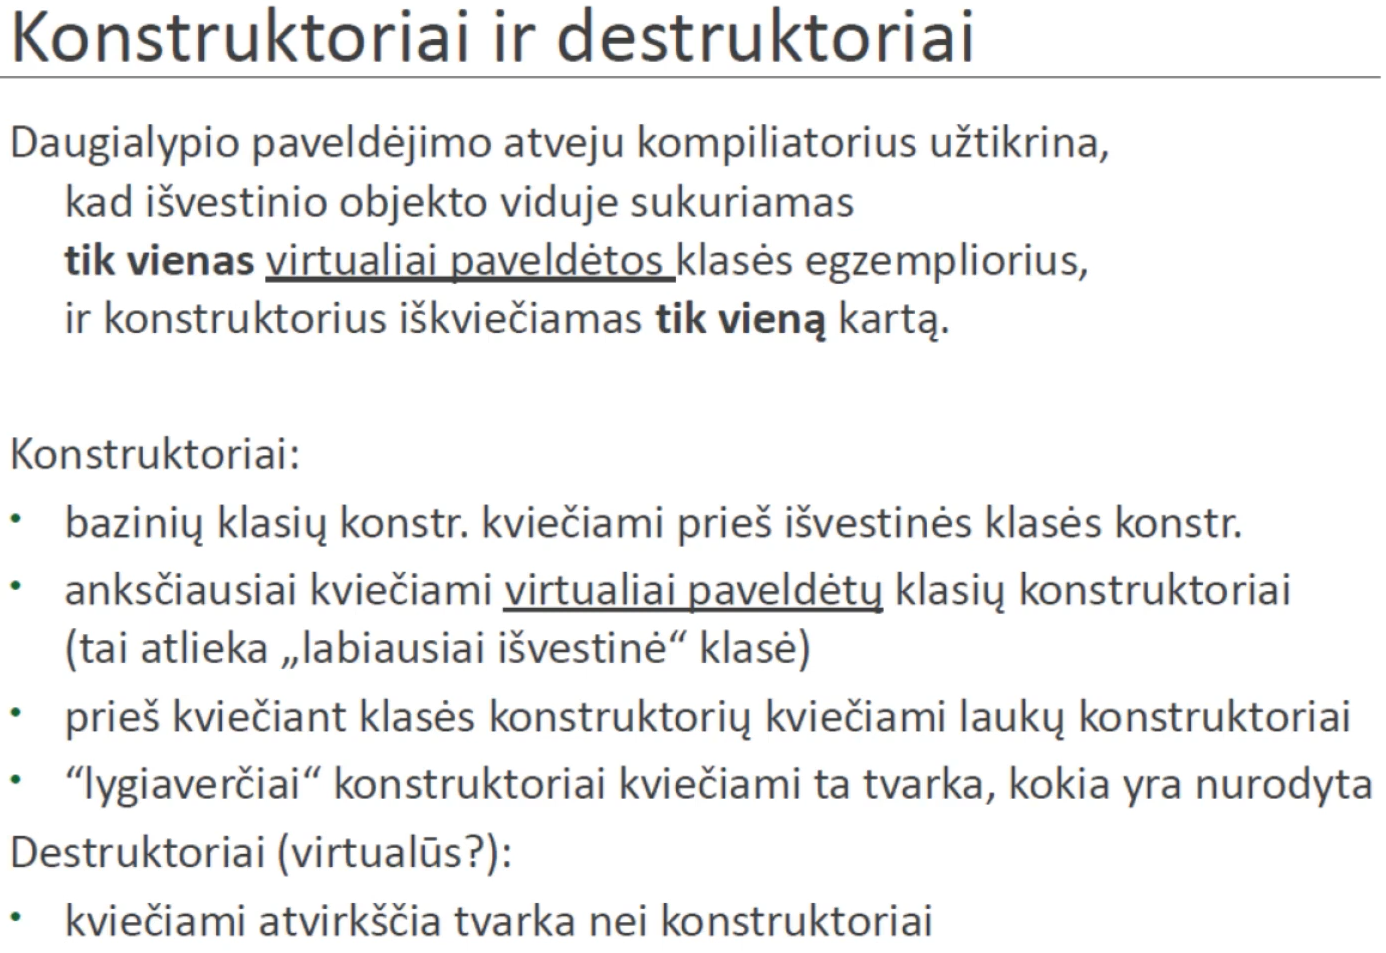 Konstruktoriai ir destruktoriai
Daugialypio paveldėjimo atveju kompiliatorius užtikrina,
kad išvestinio objekto viduje sukuriamas
tik vienas virtualiai paveldėtos klasės egzempliorius,
ir konstruktorius iškviečiamas tik vieną kartą.
Konstruktoriai:
• bazinių klasių konstr. kviečiami prieš išvestinės klasės konstr.
• anksčiausiai kviečiami virtualiai paveldėtų klasių konstruktoriai
(tai atlieka „labiausiai išvestinė“ klasė)
• prieš kviečiant klasės konstruktorių kviečiami laukų konstruktoriai
• “lygiaverčiai“ konstruktoriai kviečiami ta tvarka, kokia yra nurodyta
Destruktoriai (virtualūs?):
• kviečiami atvirkščia tvarka nei konstruktoriai